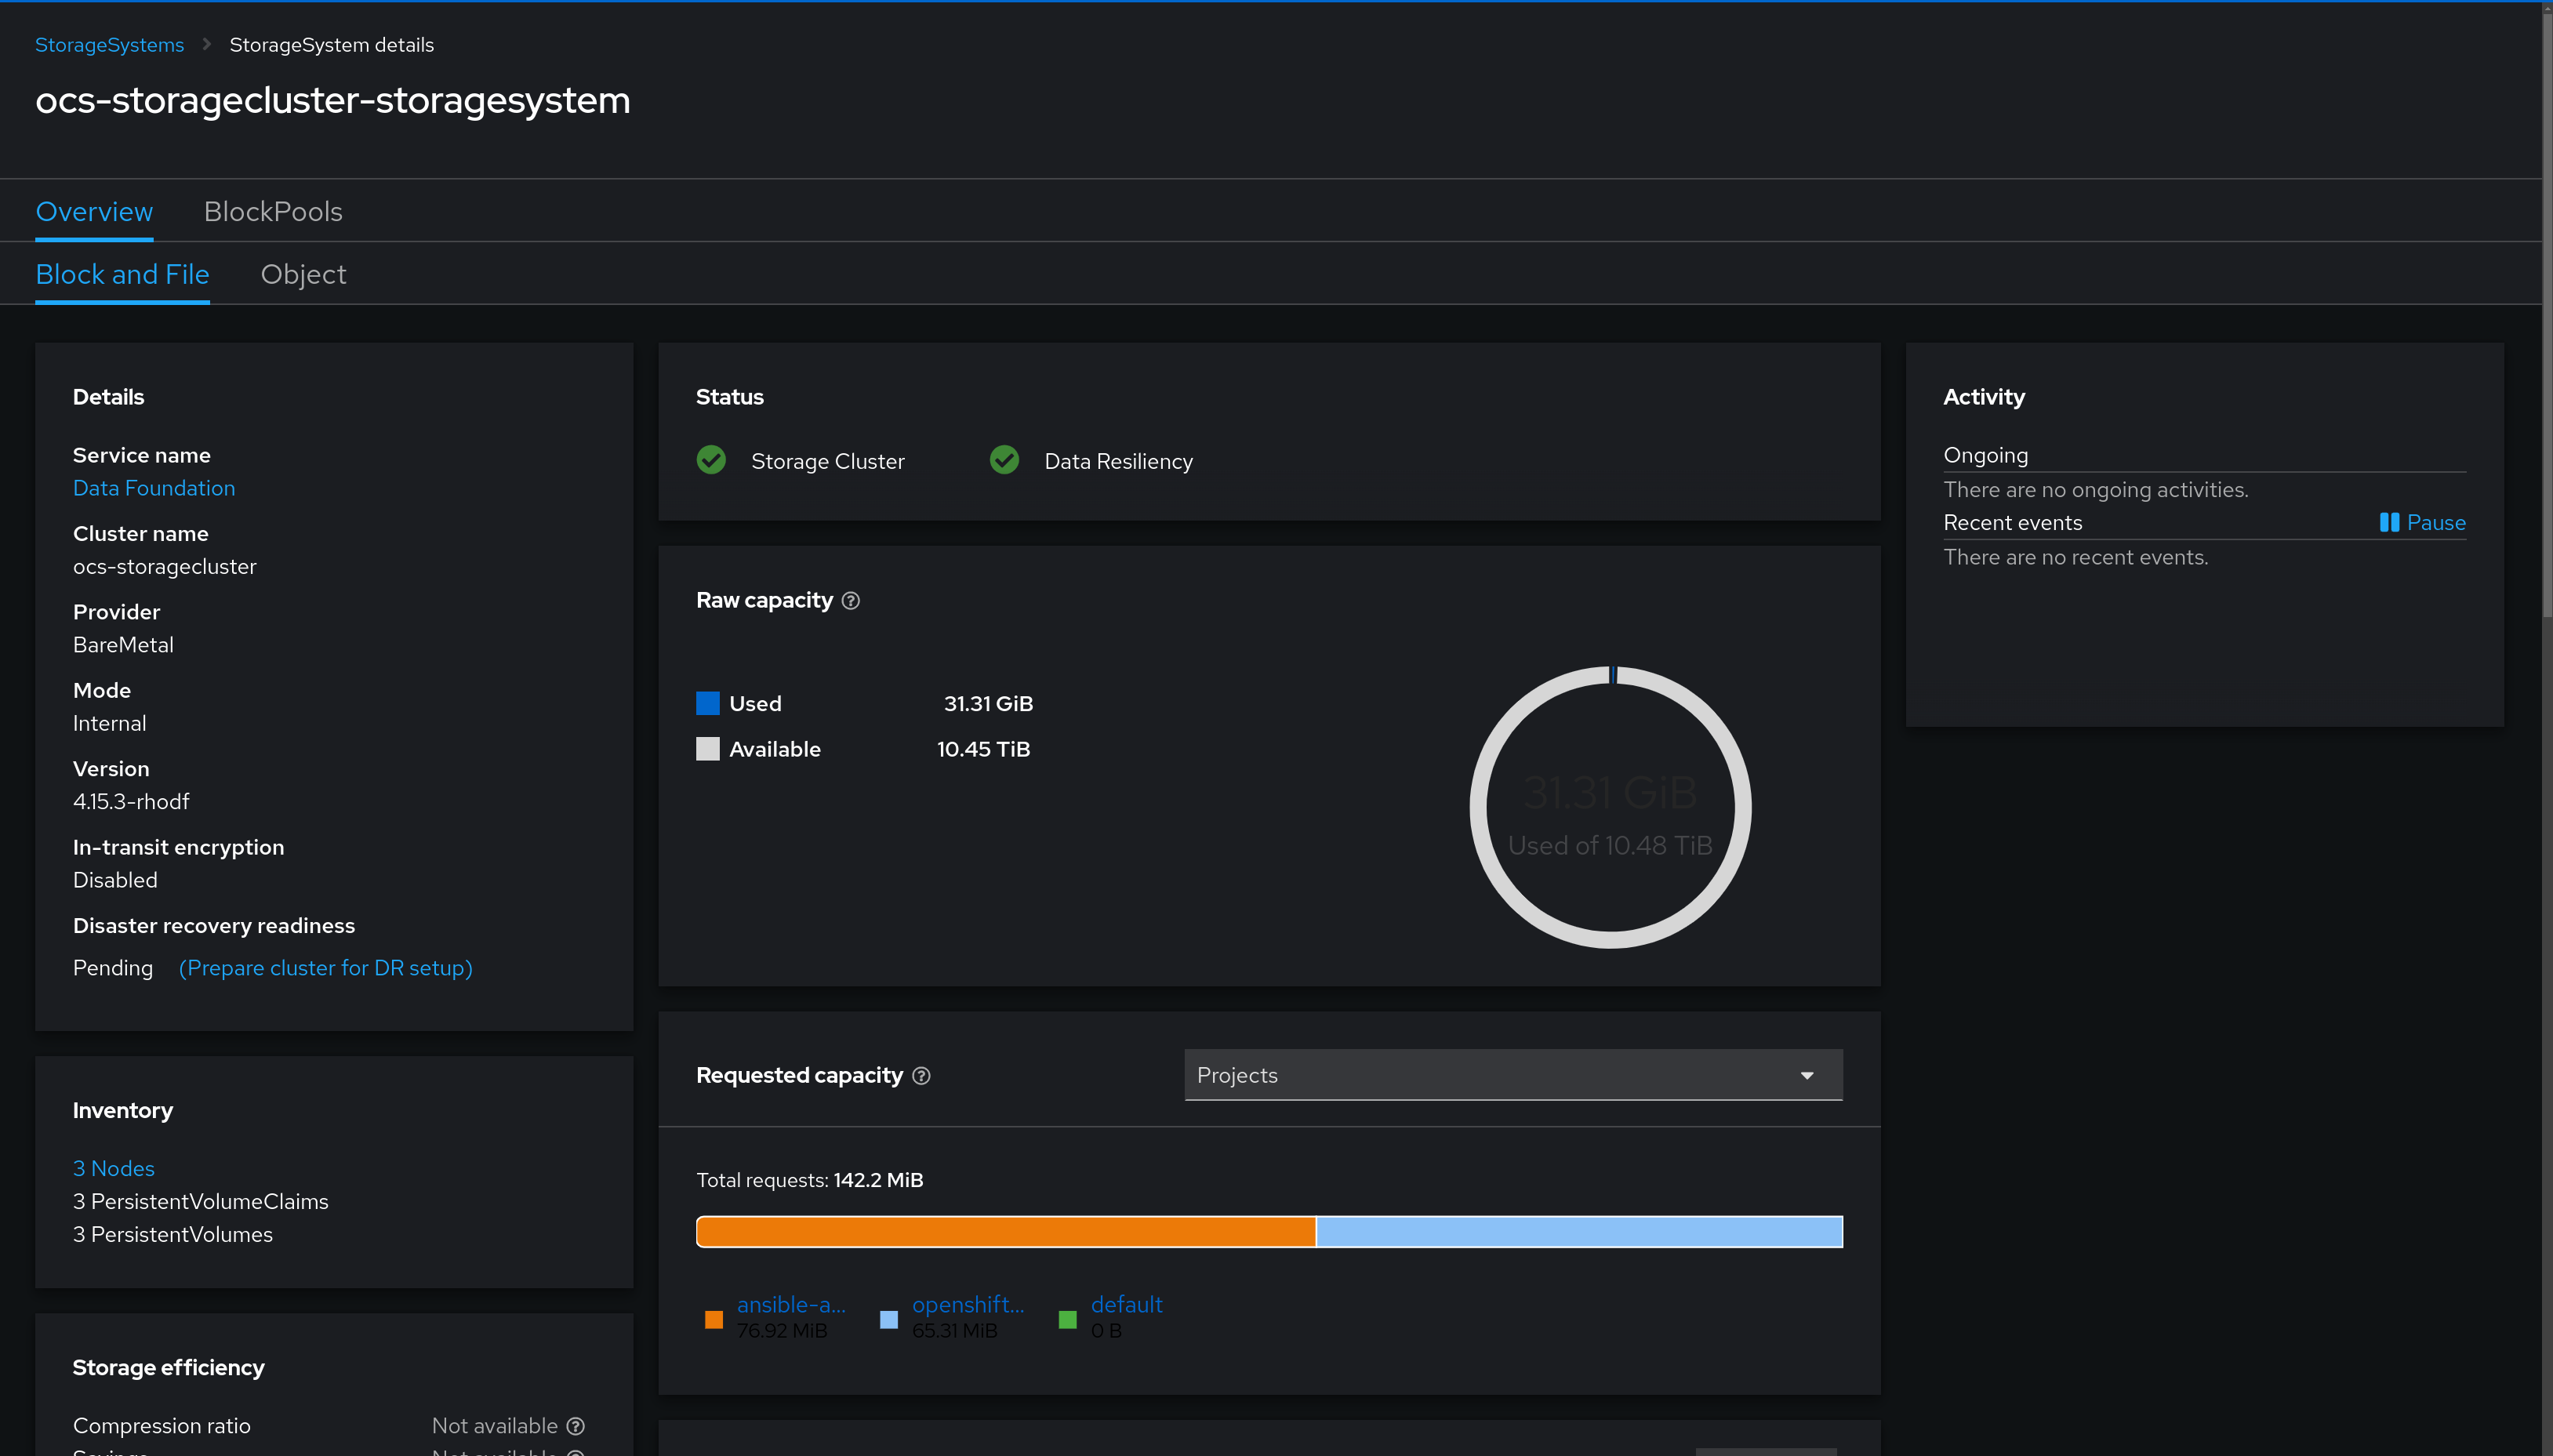 StorageSystems StorageSystem details
ocs-storagecluster-storagesystem
Overview BlockPools
Block and File Object
Details
Service name
Data Foundation
Cluster name
ocs-storagecluster
Provider
BareMetal
Mode
Internal
Version
4.15.3-rhodf
In-transit encryption
Disabled
Disaster recovery readiness
Pending (Prepare cluster for DR setup)
Inventory
3 Nodes
3 PersistentVolumeClaims
3 PersistentVolumes
Storage efficiency
Compression ratio Not available
Savings Not available
Status
Storage Cluster Data Resiliency
Raw capacity
Used 31.31 GiB
Available 10.45 TiB
31.31 GiB
Used of 10.48 TiB
Requested capacity Projects
Total requests: 142.2 MiB
ansible-a... openshift... default
76.92 MiB 65.31 MiB 0 B
Activity
Ongoing
There are no ongoing activities.
Recent events Pause
There are no recent events.